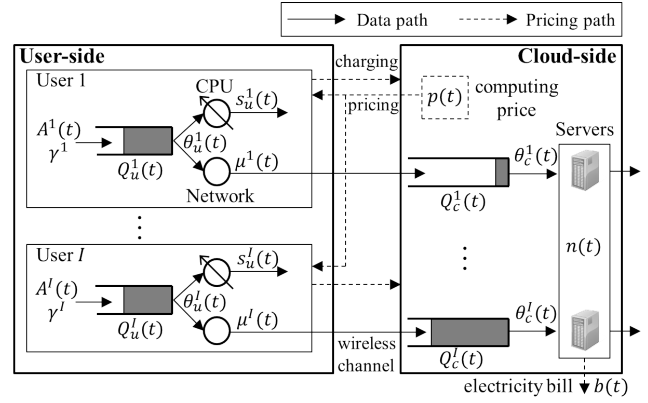 Data path
Pricing path
User-side
Cloud-side
User 1
CPU
s_u^1(t)
A^1(t)
γ^1
Q_u^1(t)
θ_u^1(t)
μ^1(t)
Network
charging
pricing
p(t)
computing
price
Servers
Q_c^1(t)
θ_c^1(t)
n(t)
User I
s_u^I(t)
A^I(t)
γ^I
Q_u^I(t)
θ_u^I(t)
μ^I(t)
wireless
channel
Q_c^I(t)
θ_c^I(t)
electricity bill b(t)